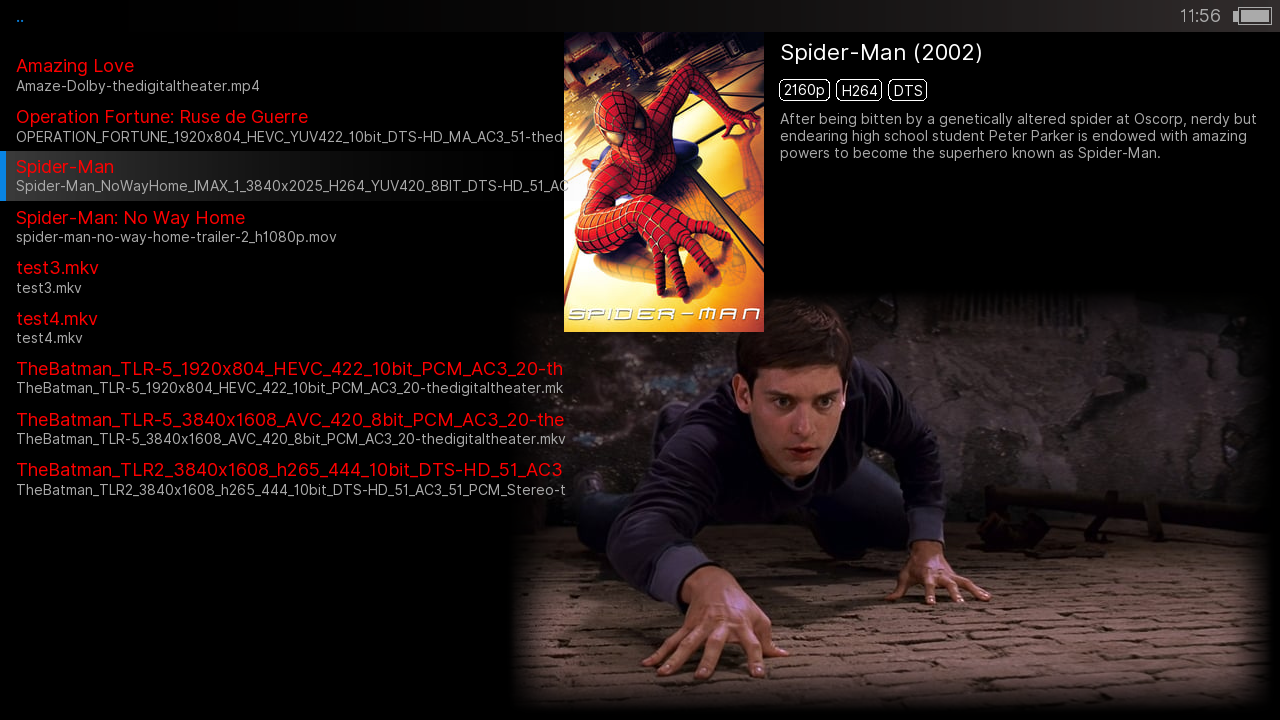 ..
11:56
Amazing Love
Amaze-Dolby-thedigitaltheater.mp4
Operation Fortune: Ruse de Guerre
OPERATION_FORTUNE_1920x804_HEVC_YUV422_10bit_DTS-HD_MA_AC3_51-thed
Spider-Man
Spider-Man_NoWayHome_IMAX_1_3840x2025_H264_YUV420_8BIT_DTS-HD_51_AC
Spider-Man: No Way Home
spider-man-no-way-home-trailer-2_h1080p.mov
test3.mkv
test3.mkv
test4.mkv
test4.mkv
TheBatman_TLR-5_1920x804_HEVC_422_10bit_PCM_AC3_20-th
TheBatman_TLR-5_1920x804_HEVC_422_10bit_PCM_AC3_20-thedigitaltheater.mk
TheBatman_TLR-5_3840x1608_AVC_420_8bit_PCM_AC3_20-the
TheBatman_TLR-5_3840x1608_AVC_420_8bit_PCM_AC3_20-thedigitaltheater.mkv
TheBatman_TLR2_3840x1608_h265_444_10bit_DTS-HD_51_AC3
TheBatman_TLR2_3840x1608_h265_444_10bit_DTS-HD_51_AC3_51_PCM_Stereo-t
SPIDER-MAN
Spider-Man (2002)
2160p H264 DTS
After being bitten by a genetically altered spider at Oscorp, nerdy but
endearing high school student Peter Parker is endowed with amazing
powers to become the superhero known as Spider-Man.